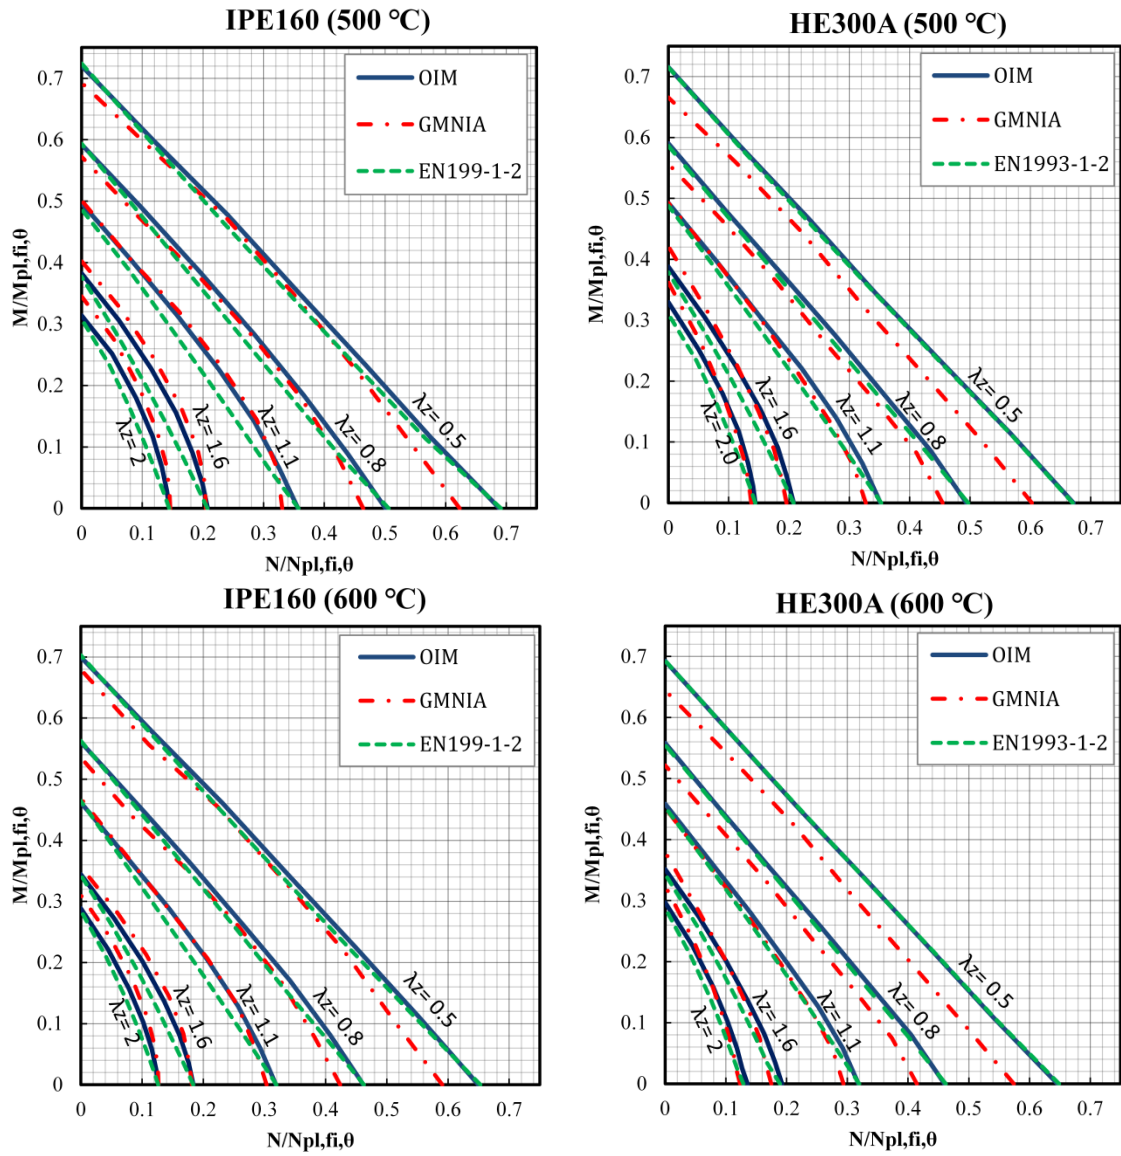 IPE160 (500 °C)
0.7
0.6
0.5
0.4
0.3
0.2
0.1
0
M/Mpl,fi,θ
OIM
GMNIA
EN199-1-2
λz= 0.5
λz= 0.8
λz= 1.1
λz= 1.6
λz= 2
0 0.1 0.2 0.3 0.4 0.5 0.6 0.7
N/Npl,fi,θ
HE300A (500 °C)
0.7
0.6
0.5
0.4
0.3
0.2
0.1
0
M/Mpl,fi,θ
OIM
GMNIA
EN1993-1-2
λz= 0.5
λz= 0.8
λz= 1.1
λz= 1.6
λz= 2.0
0 0.1 0.2 0.3 0.4 0.5 0.6 0.7
N/Npl,fi,θ
IPE160 (600 °C)
0.7
0.6
0.5
0.4
0.3
0.2
0.1
0
M/Mpl,fi,θ
OIM
GMNIA
EN199-1-2
λz= 0.5
λz= 0.8
λz= 1.1
λz= 1.6
λz= 2
0 0.1 0.2 0.3 0.4 0.5 0.6 0.7
N/Npl,fi,θ
HE300A (600 °C)
0.7
0.6
0.5
0.4
0.3
0.2
0.1
0
M/Mpl,fi,θ
OIM
GMNIA
EN1993-1-2
λz= 0.5
λz= 0.8
λz= 1.1
λz= 1.6
λz= 2
0 0.1 0.2 0.3 0.4 0.5 0.6 0.7
N/Npl,fi,θ